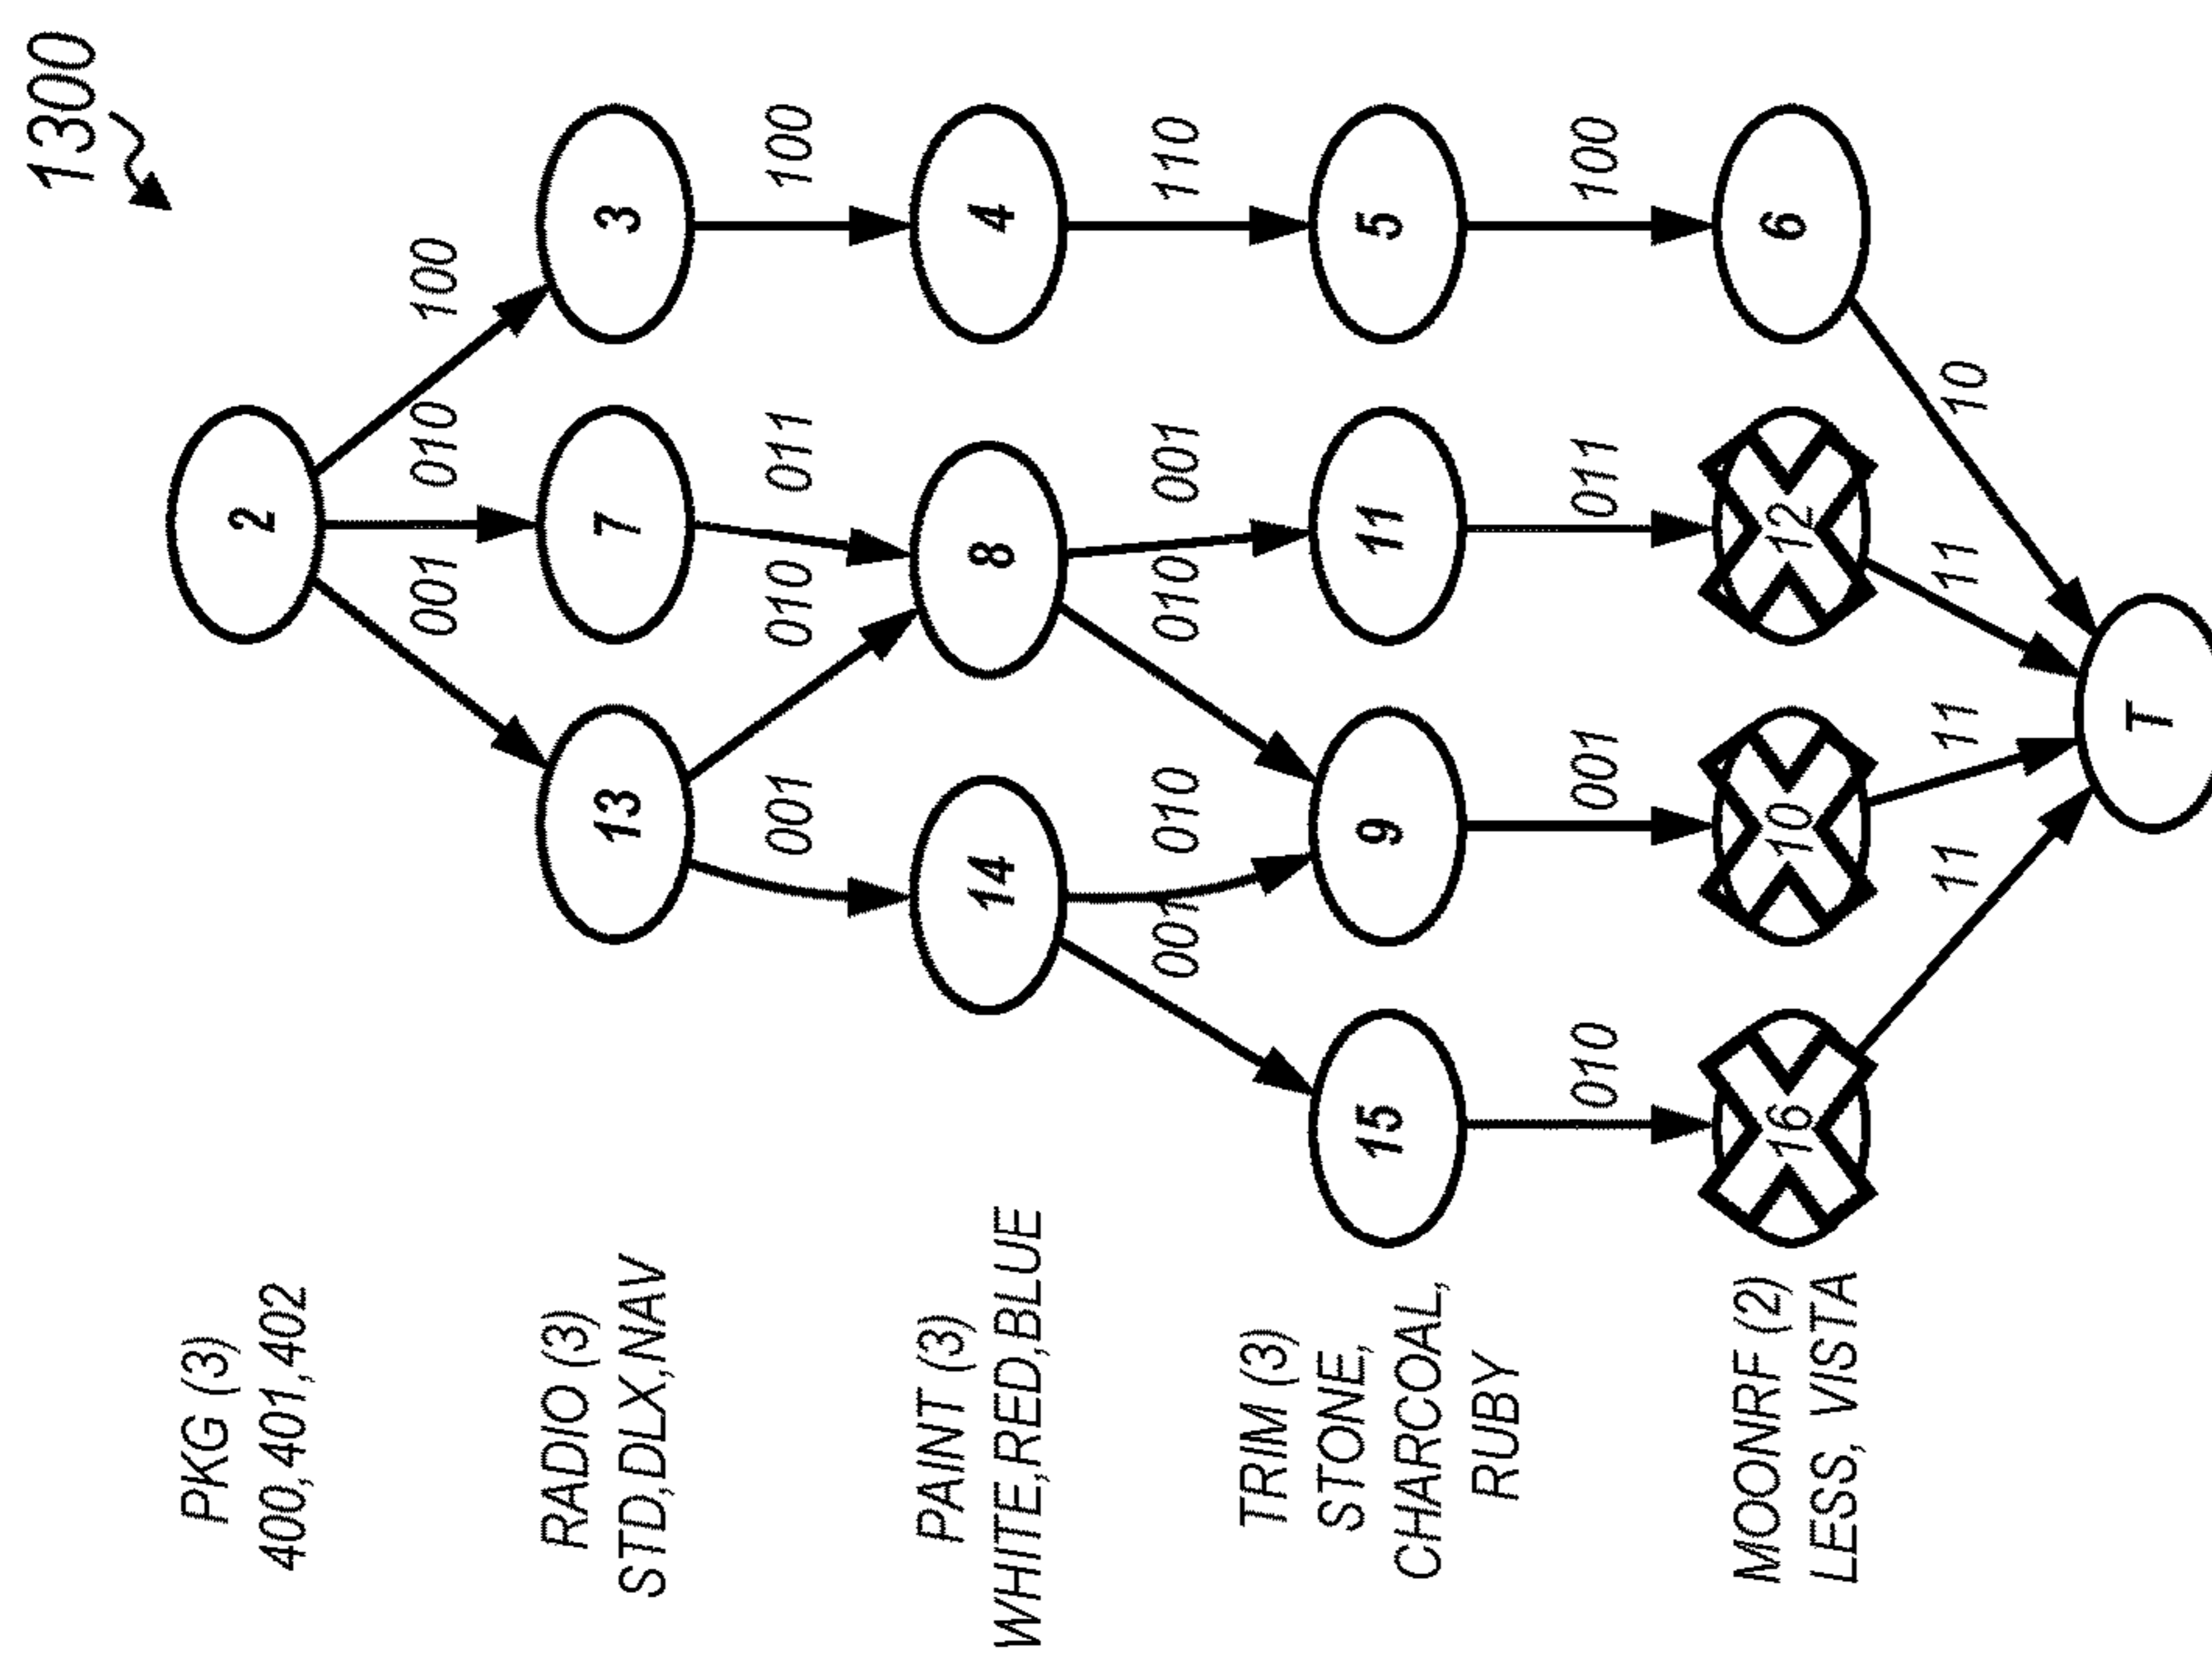 1300
PKG (3)
400,401,402
2
001 010 100
RADIO (3)
STD,DLX,NAV
13 7 3
001 010 011 100
PAINT (3)
WHITE,RED,BLUE
14 8 4
001 010 010 001 110
TRIM (3)
STONE,
CHARCOAL,
RUBY
15 9 11 5
010 001 011 100
MOONRF (2)
LESS, VISTA
16 10 12 6
11 11 11 10
T